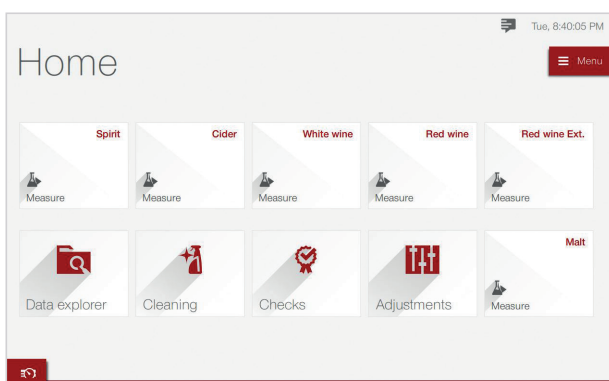 Tue, 8:40:05 PM
Home
Menu
Spirit
Measure
Cider
Measure
White wine
Measure
Red wine
Measure
Red wine Ext.
Measure
Data explorer
Cleaning
Checks
Adjustments
Malt
Measure